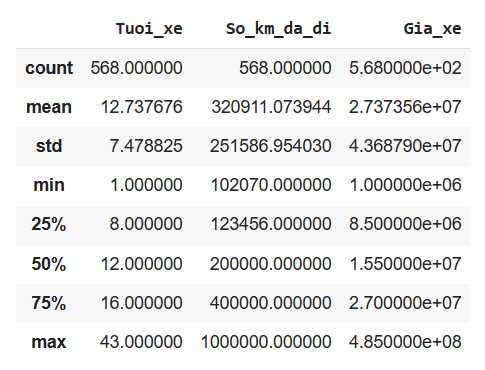 Tuoi_xe So_km_da_di Gia_xe
count 568.000000 568.000000 5.680000e+02
mean 12.737676 320911.073944 2.737356e+07
std 7.478825 251586.954030 4.368790e+07
min 1.000000 102070.000000 1.000000e+06
25% 8.000000 123456.000000 8.500000e+06
50% 12.000000 200000.000000 1.550000e+07
75% 16.000000 400000.000000 2.700000e+07
max 43.000000 1000000.000000 4.850000e+08